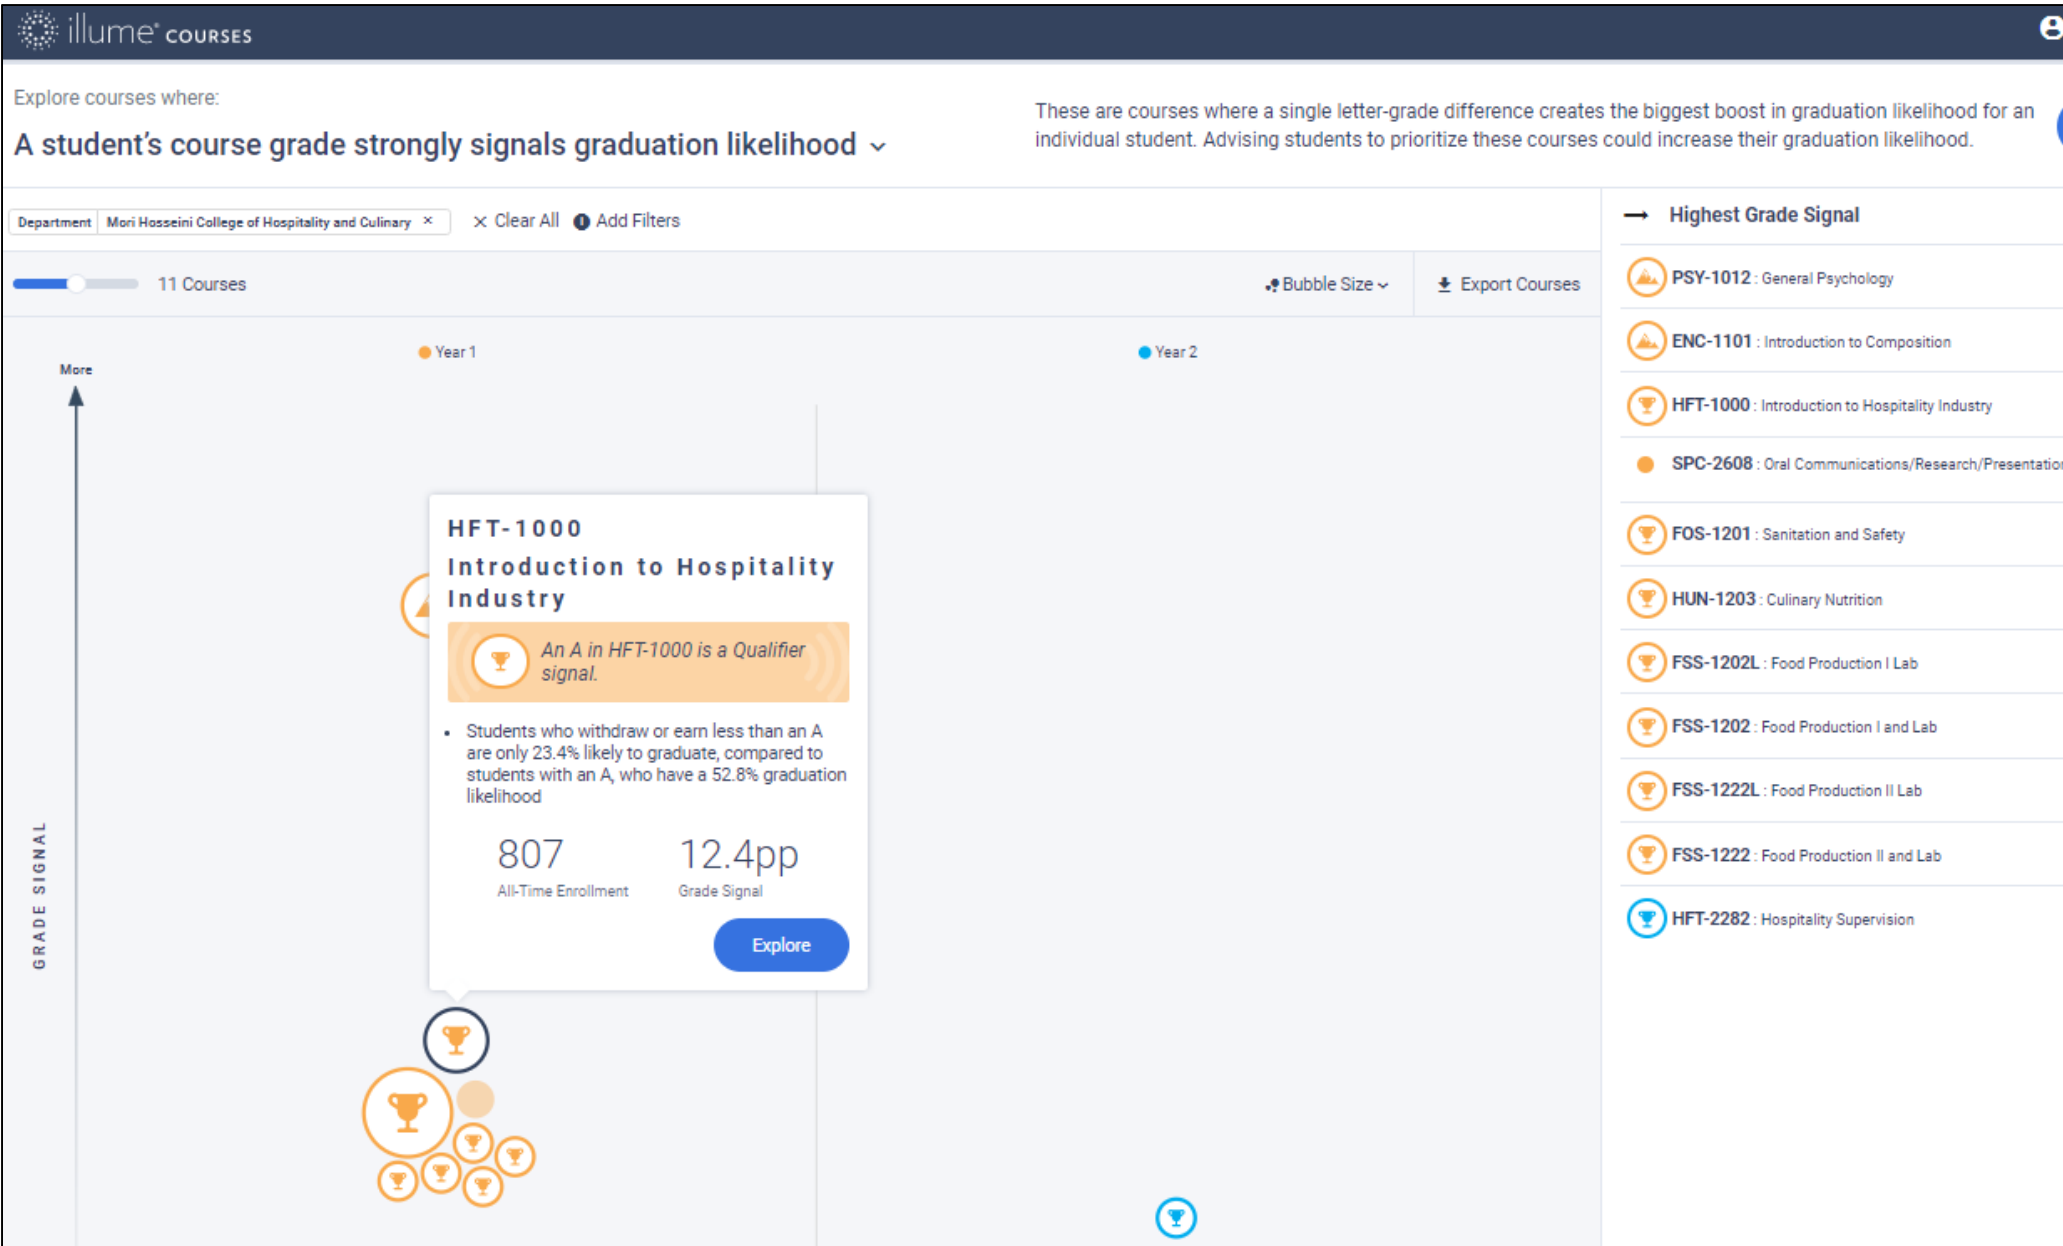 illume® COURSES
Explore courses where:
A student's course grade strongly signals graduation likelihood
These are courses where a single letter-grade difference creates the biggest boost in graduation likelihood for an
individual student. Advising students to prioritize these courses could increase their graduation likelihood.
Department Mori Hosseini College of Hospitality and Culinary × × Clear All Add Filters
11 Courses
Bubble Size
Export Courses
Year 1
Year 2
More
GRADE SIGNAL
HFT-1000
Introduction to Hospitality
Industry
An A in HFT-1000 is a Qualifier
signal.
• Students who withdraw or earn less than an A
are only 23.4% likely to graduate, compared to
students with an A, who have a 52.8% graduation
likelihood
807 12.4pp
All-Time Enrollment Grade Signal
Explore
Highest Grade Signal
PSY-1012 : General Psychology
ENC-1101 : Introduction to Composition
HFT-1000 : Introduction to Hospitality Industry
SPC-2608 : Oral Communications/Research/Presentation
FOS-1201 : Sanitation and Safety
HUN-1203 : Culinary Nutrition
FSS-1202L : Food Production I Lab
FSS-1202 : Food Production I and Lab
FSS-1222L : Food Production II Lab
FSS-1222 : Food Production II and Lab
HFT-2282 : Hospitality Supervision